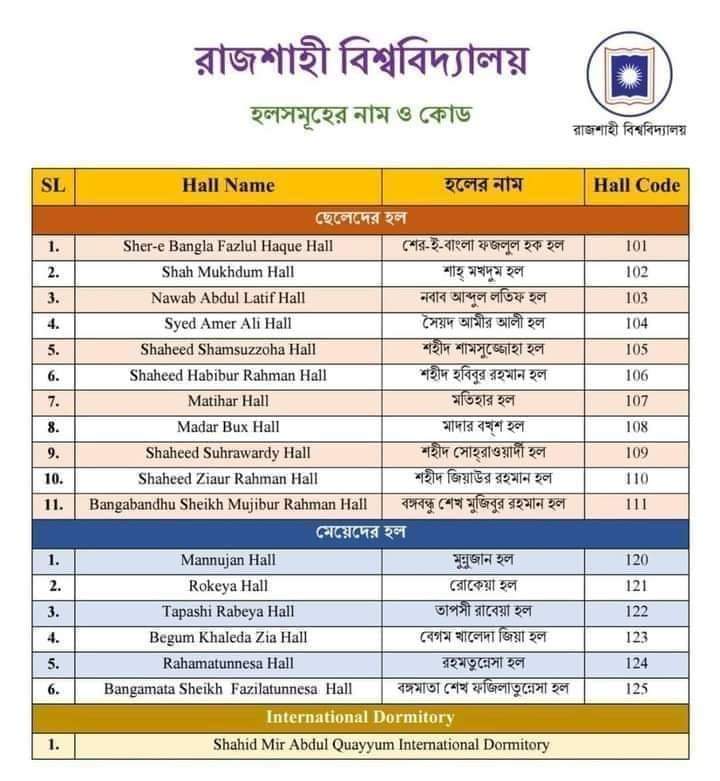 রাজশাহী বিশ্ববিদ্যালয়
হলসমূহের নাম ও কোড
রাজশাহী বিশ্ববিদ্যালয়
SL Hall Name হলের নাম Hall Code
ছেলেদের হল
1. Sher-e Bangla Fazlul Haque Hall শের-ই-বাংলা ফজলুল হক হল 101
2. Shah Mukhdum Hall শাহ্ মখদুম হল 102
3. Nawab Abdul Latif Hall নবাব আব্দুল লতিফ হল 103
4. Syed Amer Ali Hall সৈয়দ আমীর আলী হল 104
5. Shaheed Shamsuzzoha Hall শহীদ শামসুজ্জোহা হল 105
6. Shaheed Habibur Rahman Hall শহীদ হবিবুর রহমান হল 106
7. Matihar Hall মতিহার হল 107
8. Madar Bux Hall মাদার বখ্শ হল 108
9. Shaheed Suhrawardy Hall শহীদ সোহ্‌রাওয়ার্দী হল 109
10. Shaheed Ziaur Rahman Hall শহীদ জিয়াউর রহমান হল 110
11. Bangabandhu Sheikh Mujibur Rahman Hall বঙ্গবন্ধু শেখ মুজিবুর রহমান হল 111
মেয়েদের হল
1. Mannujan Hall মুন্নুজান হল 120
2. Rokeya Hall রোকেয়া হল 121
3. Tapashi Rabeya Hall তাপসী রাবেয়া হল 122
4. Begum Khaleda Zia Hall বেগম খালেদা জিয়া হল 123
5. Rahamatunnesa Hall রহমতুন্নেসা হল 124
6. Bangamata Sheikh Fazilatunnesa Hall বঙ্গমাতা শেখ ফজিলাতুন্নেসা হল 125
International Dormitory
1. Shahid Mir Abdul Quayyum International Dormitory